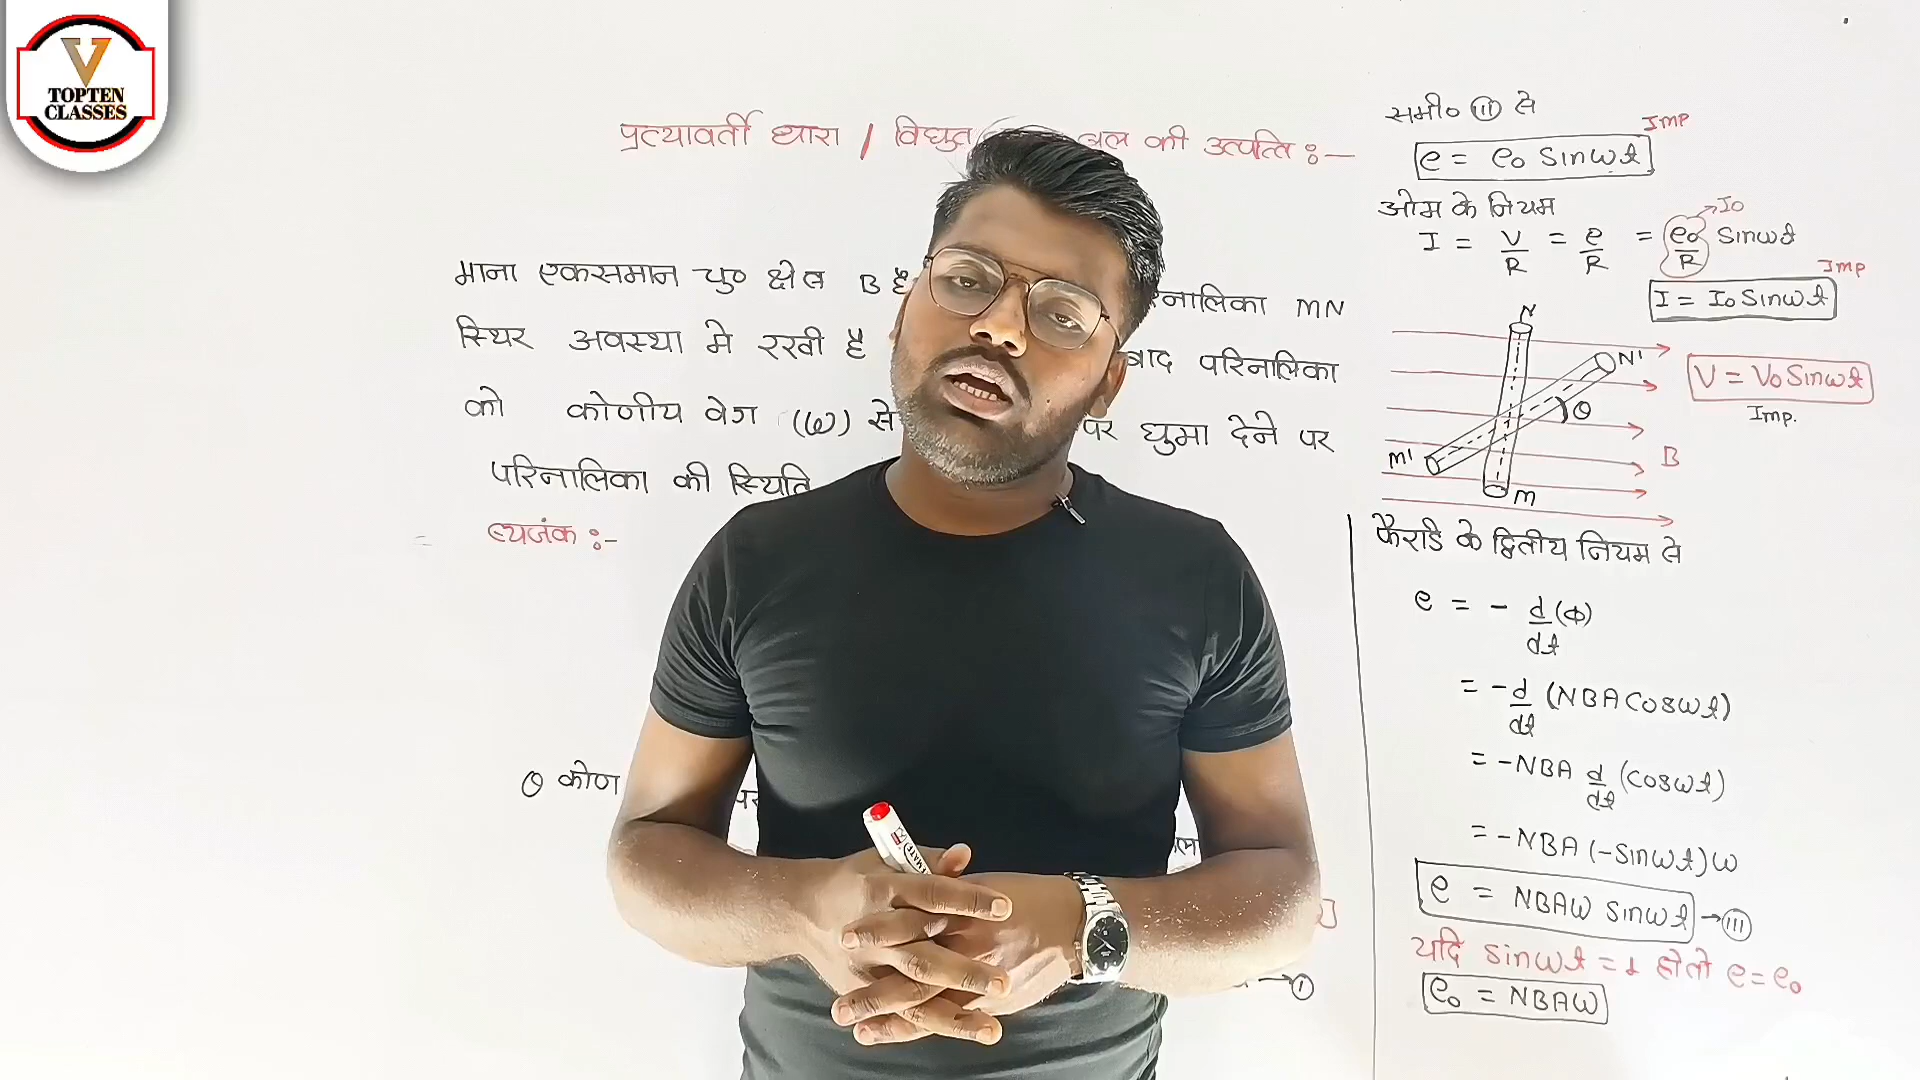 V
TOPTEN
CLASSES
प्रत्यावर्ती धारा / विद्युत बल की उत्पत्ति :-
माना एकसमान चु० क्षेत्र B है MN
स्थिर अवस्था मे रखी है बाद परिनालिका
को कोणीय वेग (ω) से पर घुमा देने पर
परिनालिका की स्थिति
व्यजंक :-
θ कोण
→ (I)
समी० (III) से
Imp
e = e₀ Sinωt
ओम के नियम
I = V/R = e/R = e₀/R Sinωt
→ I₀
Imp
I = I₀ Sinωt
N
N'
θ
M'
M
B
V = V₀ Sinωt
Imp.
फैराडे के द्वितीय नियम से
e = - d/dt (Φ)
= -d/dt (NBA Cosωt)
= -NBA d/dt (cosωt)
= -NBA (-sinωt)ω
e = NBAω sinωt → (III)
यदि sinωt = 1 हो तो e = e₀
e₀ = NBAω